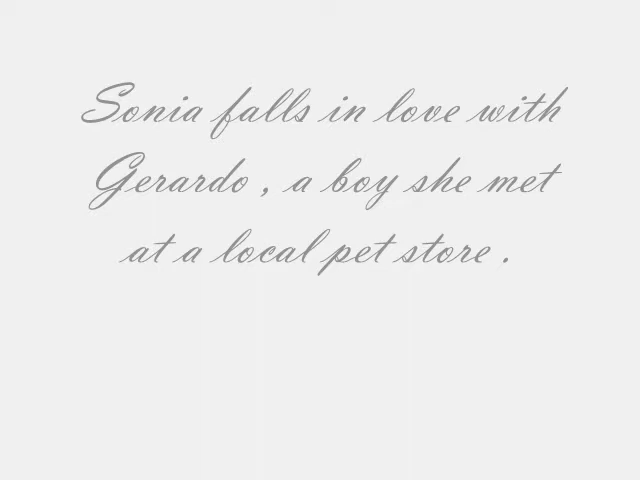 Sonia falls in love with
Gerardo , a boy she met
at a local pet store .